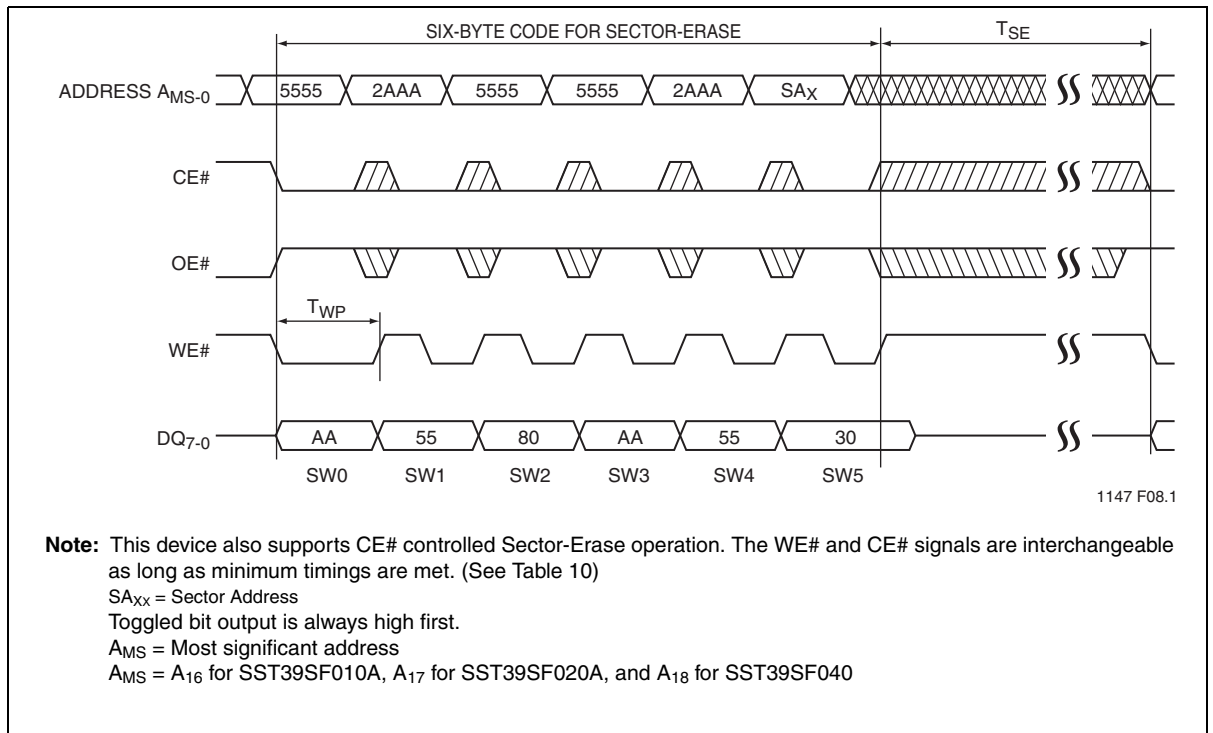 SIX-BYTE CODE FOR SECTOR-ERASE TSE
ADDRESS AMS-0 5555 2AAA 5555 5555 2AAA SAX
CE#
OE#
TWP
WE#
DQ7-0 AA 55 80 AA 55 30
SW0 SW1 SW2 SW3 SW4 SW5
1147 F08.1
Note: This device also supports CE# controlled Sector-Erase operation. The WE# and CE# signals are interchangeable
as long as minimum timings are met. (See Table 10)
SAXx = Sector Address
Toggled bit output is always high first.
AMS = Most significant address
AMS = A16 for SST39SF010A, A17 for SST39SF020A, and A18 for SST39SF040